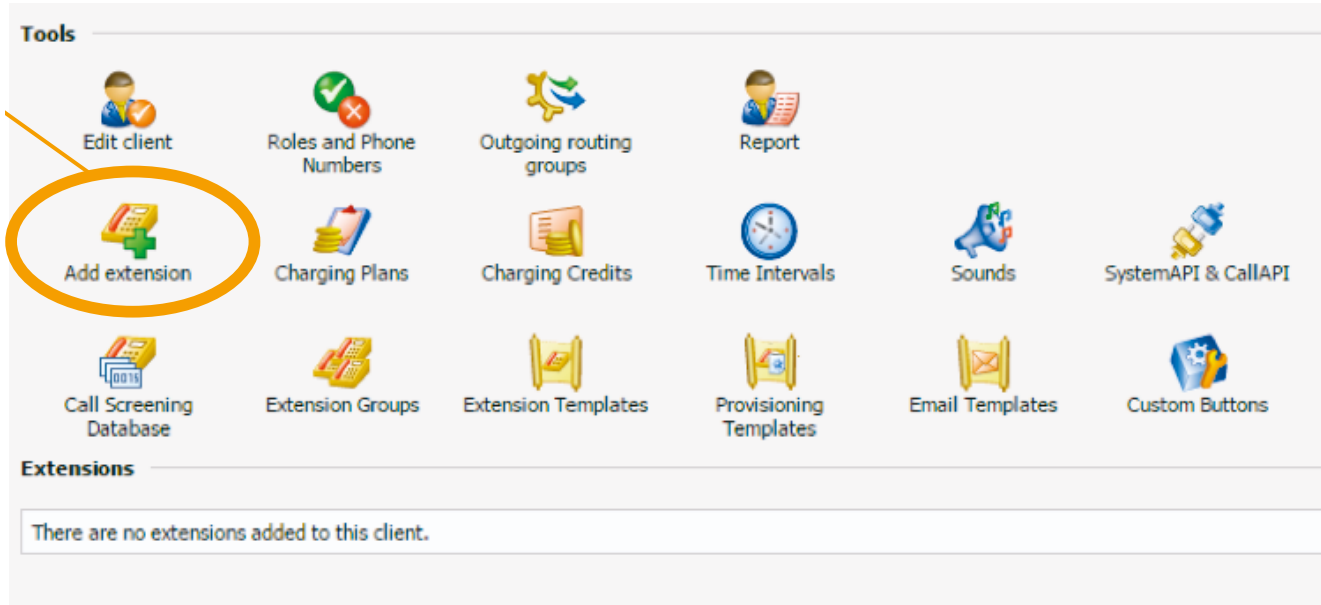 Tools
Edit client
Roles and Phone
Numbers
Outgoing routing
groups
Report
Add extension
Charging Plans
Charging Credits
Time Intervals
Sounds
SystemAPI & CallAPI
0015
Call Screening
Database
Extension Groups
Extension Templates
Provisioning
Templates
Email Templates
Custom Buttons
Extensions
There are no extensions added to this client.